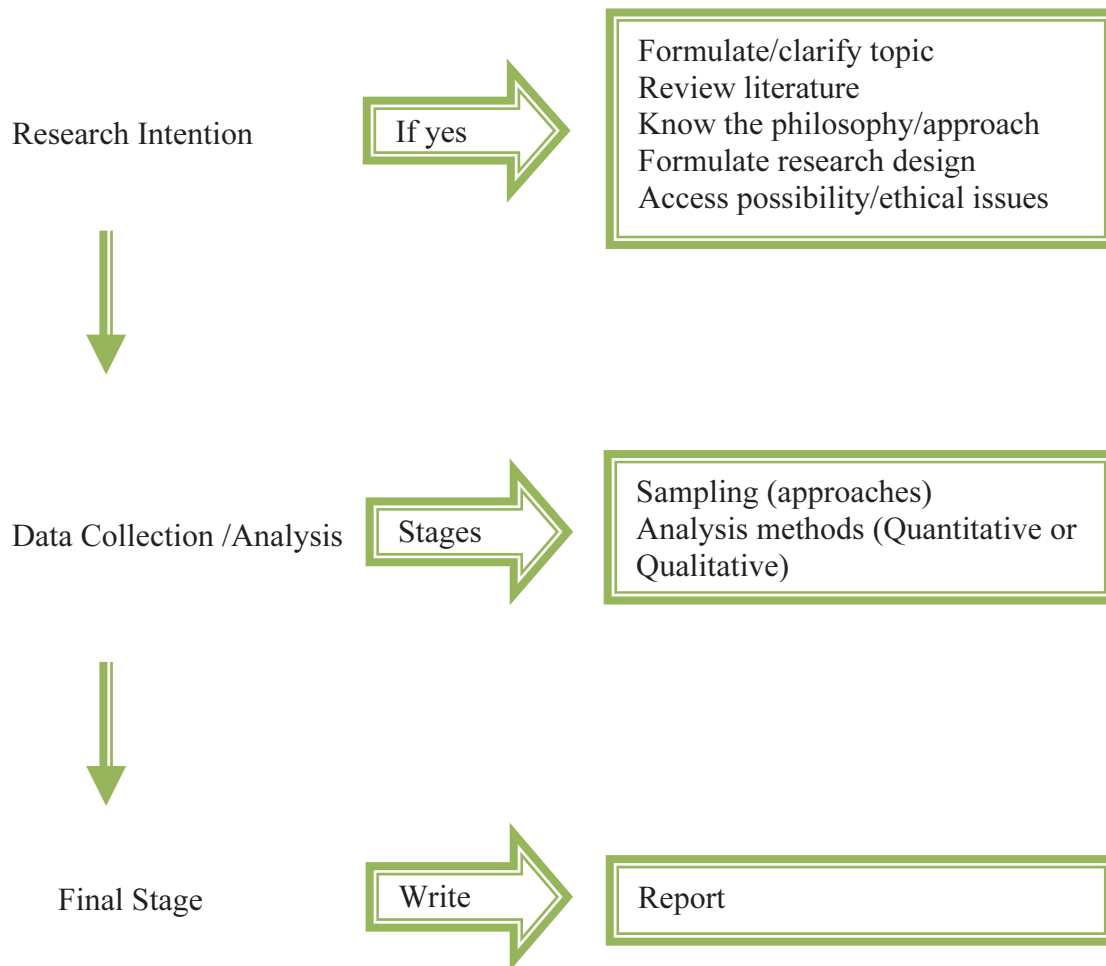 Research Intention
If yes
Formulate/clarify topic
Review literature
Know the philosophy/approach
Formulate research design
Access possibility/ethical issues
Data Collection /Analysis
Stages
Sampling (approaches)
Analysis methods (Quantitative or
Qualitative)
Final Stage
Write
Report